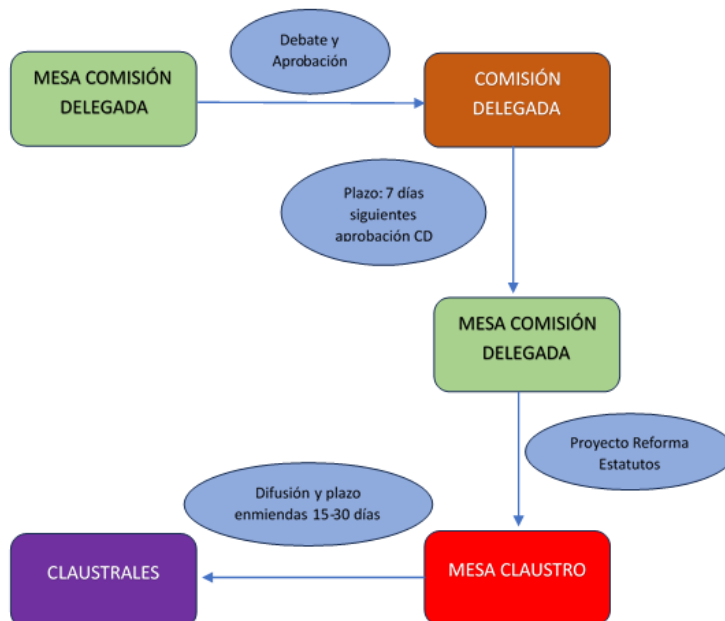 Debate y
Aprobación
MESA COMISIÓN
DELEGADA
COMISIÓN
DELEGADA
Plazo: 7 días
siguientes
aprobación CD
MESA COMISIÓN
DELEGADA
Proyecto Reforma
Estatutos
Difusión y plazo
enmiendas 15-30 días
CLAUSTRALES
MESA CLAUSTRO